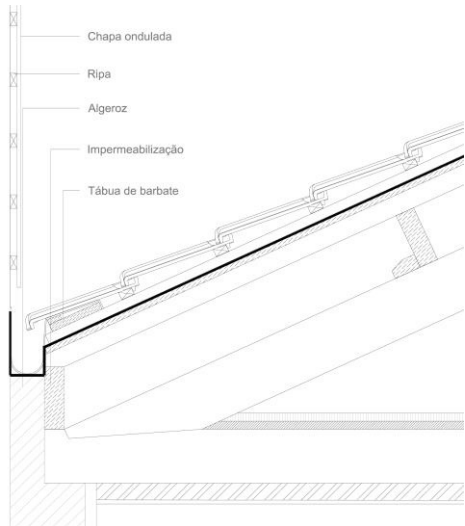 Chapa ondulada
Ripa
Algeroz
Impermeabilização
Tábua de barbate